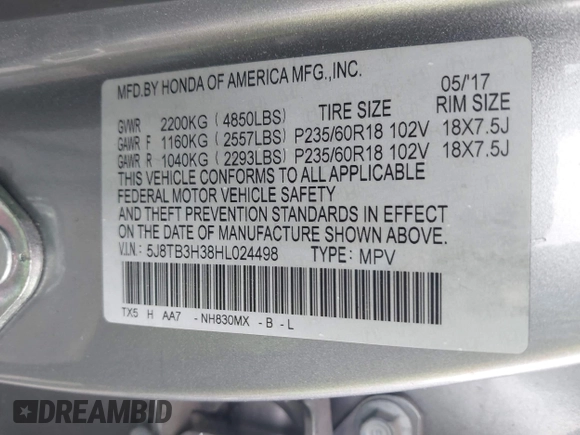 MFD.BY HONDA OF AMERICA MFG.,INC. 05/'17
GVWR 2200KG (4850LBS) TIRE SIZE RIM SIZE
GAWR F 1160KG (2557LBS) P235/60R18 102V 18X7.5J
GAWR R 1040KG (2293LBS) P235/60R18 102V 18X7.5J
THIS VEHICLE CONFORMS TO ALL APPLICABLE
FEDERAL MOTOR VEHICLE SAFETY
AND THEFT PREVENTION STANDARDS IN EFFECT
ON THE DATE OF MANUFACTURE SHOWN ABOVE.
V.I.N.: 5J8TB3H38HL024498 TYPE: MPV
TX5 H AA7 - NH830MX - B - L
DREAMBID